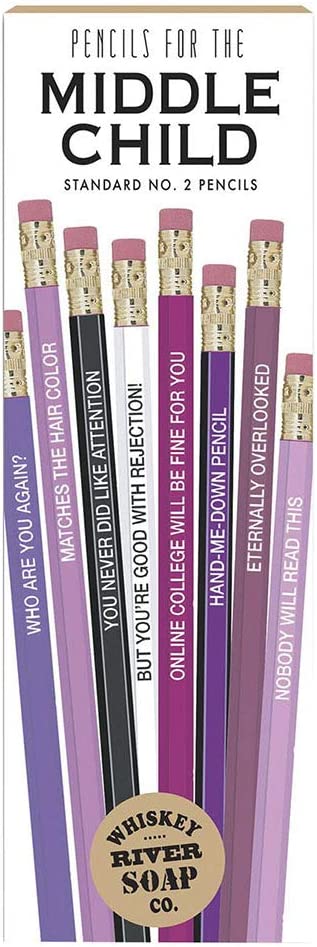 PENCILS FOR THE
MIDDLE
CHILD
STANDARD NO. 2 PENCILS
WHO ARE YOU AGAIN?
MATCHES THE HAIR COLOR
YOU NEVER DID LIKE ATTENTION
BUT YOU'RE GOOD WITH REJECTION!
ONLINE COLLEGE WILL BE FINE FOR YOU
HAND-ME-DOWN PENCIL
ETERNALLY OVERLOOKED
NOBODY WILL READ THIS
WHISKEY
RIVER
SOAP
CO.